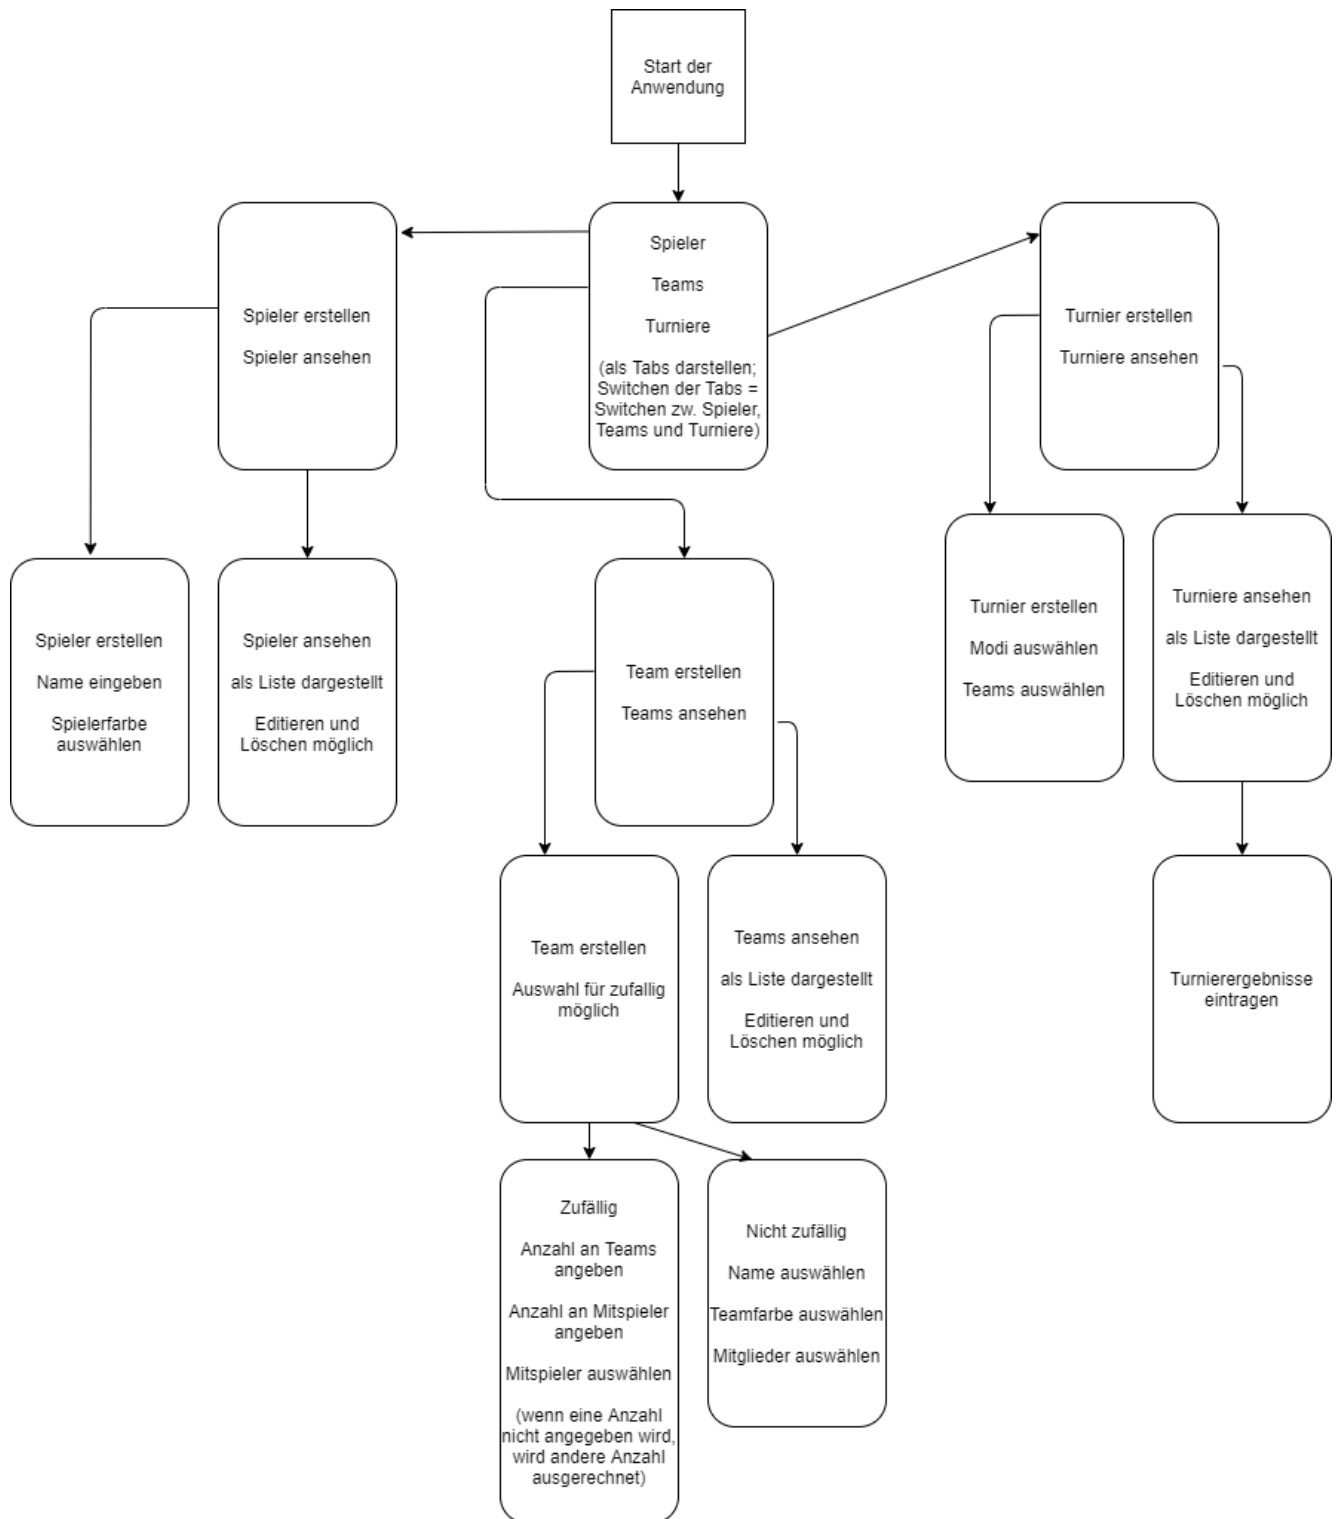 Start der
Anwendung
Spieler
Teams
Turniere
(als Tabs darstellen;
Switchen der Tabs =
Switchen zw. Spieler,
Teams und Turniere)
Spieler erstellen
Spieler ansehen
Turnier erstellen
Turniere ansehen
Spieler erstellen
Name eingeben
Spielerfarbe
auswählen
Spieler ansehen
als Liste dargestellt
Editieren und
Löschen möglich
Team erstellen
Teams ansehen
Turnier erstellen
Modi auswählen
Teams auswählen
Turniere ansehen
als Liste dargestellt
Editieren und
Löschen möglich
Team erstellen
Auswahl für zufallig
möglich
Teams ansehen
als Liste dargestellt
Editieren und
Löschen möglich
Turnierergebnisse
eintragen
Zufällig
Anzahl an Teams
angeben
Anzahl an Mitspieler
angeben
Mitspieler auswählen
(wenn eine Anzahl
nicht angegeben wird,
wird andere Anzahl
ausgerechnet)
Nicht zufällig
Name auswählen
Teamfarbe auswählen
Mitglieder auswählen